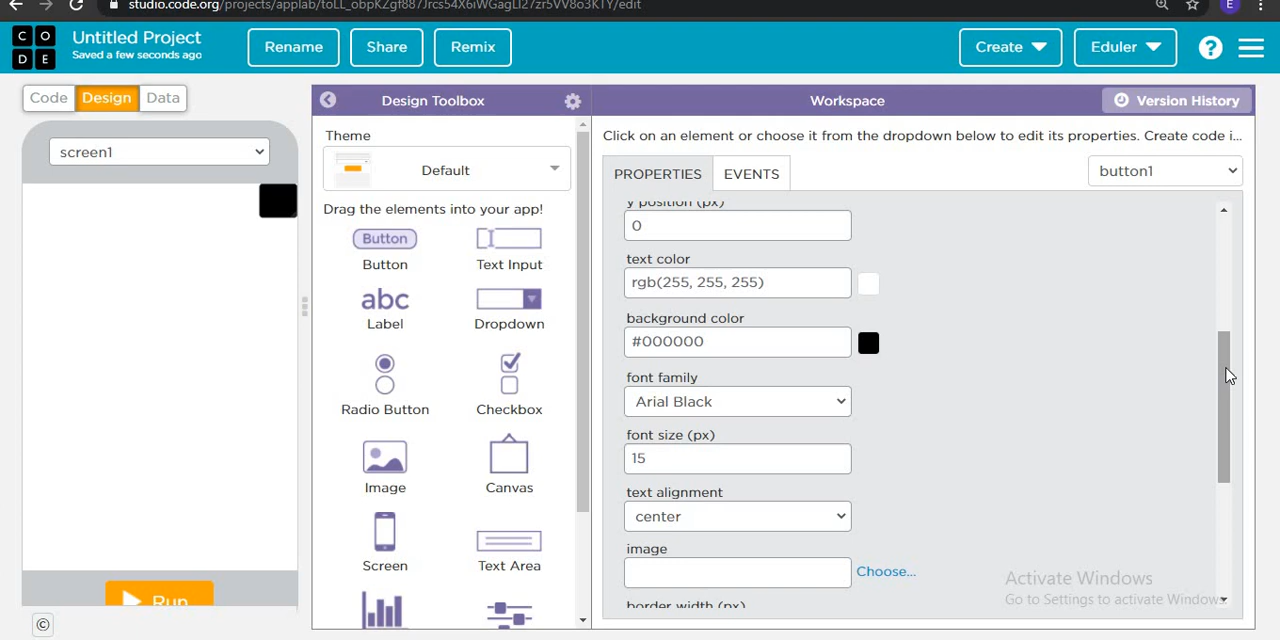 studio.code.org/projects/applab/toLL_obpKZgf887Jrcs54X6iWGagLI27zr5VV8o3KTY/edit
E
C O
D E
Untitled Project
Saved a few seconds ago
Rename
Share
Remix
Create
Eduler
?
Code
Design
Data
Design Toolbox
Workspace
Version History
screen1
Theme
Default
Click on an element or choose it from the dropdown below to edit its properties. Create code i...
PROPERTIES
EVENTS
button1
Drag the elements into your app!
Button
Button
Text Input
abc
Label
Dropdown
Radio Button
Checkbox
Image
Canvas
Screen
Text Area
y position (px)
0
text color
rgb(255, 255, 255)
background color
#000000
font family
Arial Black
font size (px)
15
text alignment
center
image
Choose...
border width (px)
Run
©
Activate Windows
Go to Settings to activate Windows.